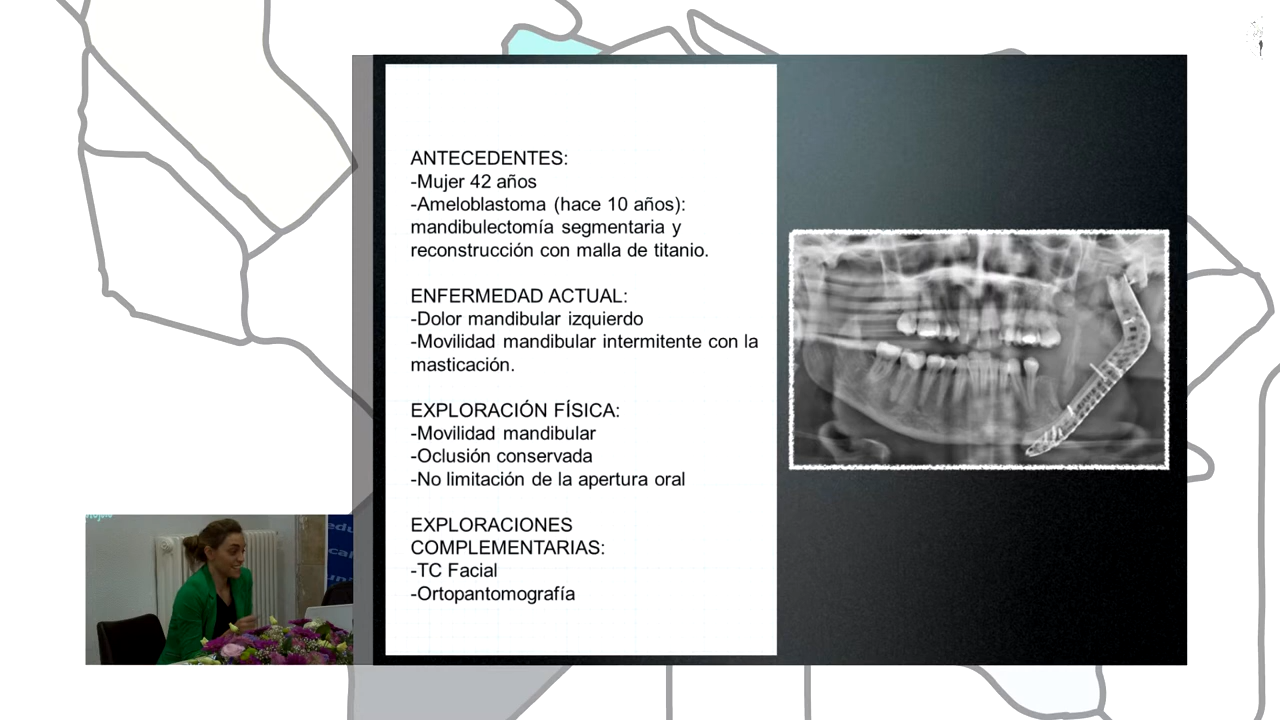 ANTECEDENTES:
-Mujer 42 años
-Ameloblastoma (hace 10 años):
mandibulectomía segmentaria y
reconstrucción con malla de titanio.
ENFERMEDAD ACTUAL:
-Dolor mandibular izquierdo
-Movilidad mandibular intermitente con la
masticación.
EXPLORACIÓN FÍSICA:
-Movilidad mandibular
-Oclusión conservada
-No limitación de la apertura oral
EXPLORACIONES
COMPLEMENTARIAS:
-TC Facial
-Ortopantomografía
edu
cal